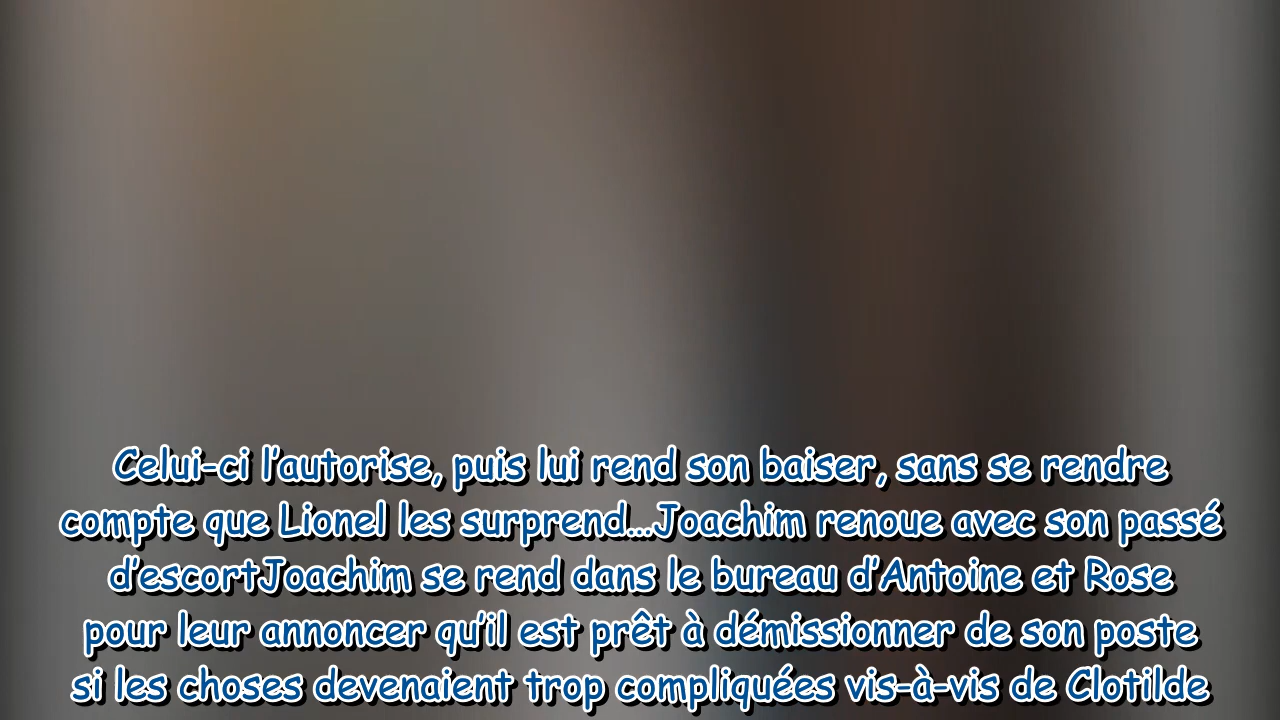 Celui-ci l’autorise, puis lui rend son baiser, sans se rendre
compte que Lionel les surprend...Joachim renoue avec son passé
d’escortJoachim se rend dans le bureau d’Antoine et Rose
pour leur annoncer qu’il est prêt à démissionner de son poste
si les choses devenaient trop compliquées vis-à-vis de Clotilde